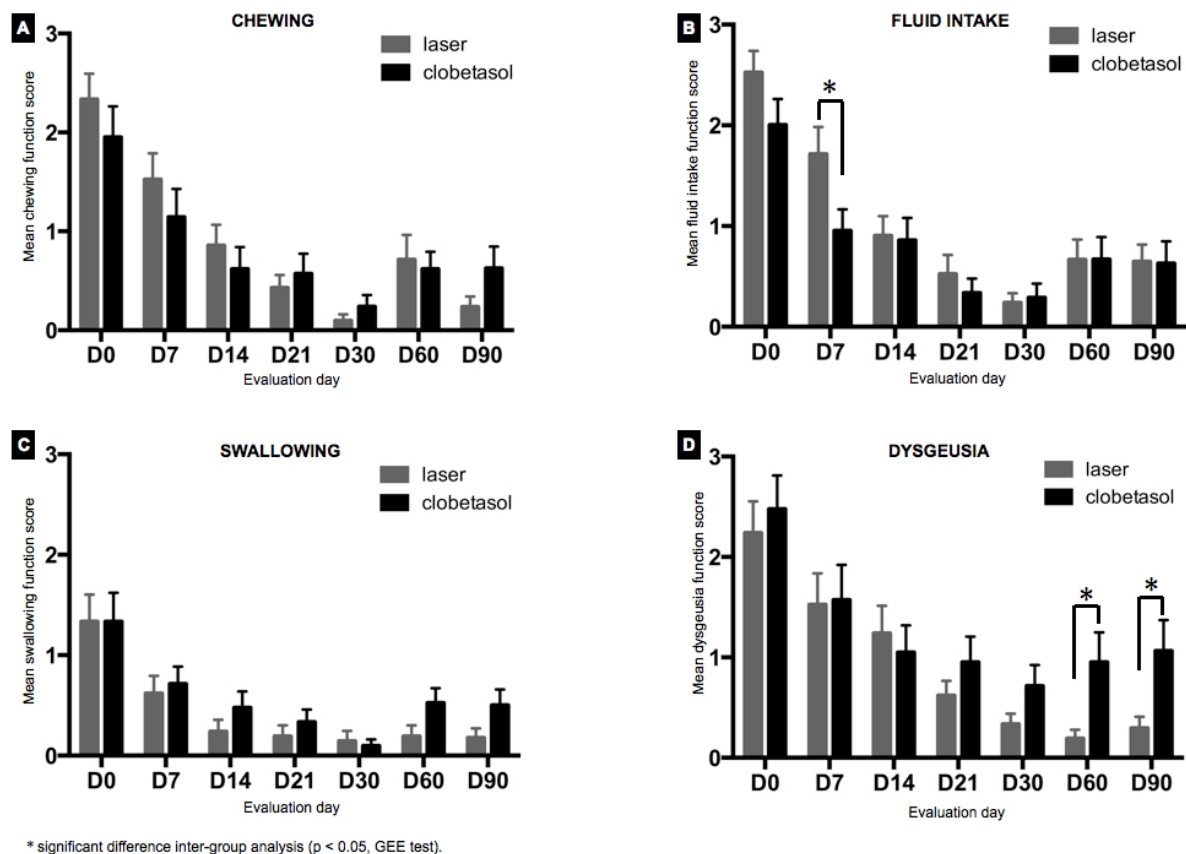 A
CHEWING
laser
clobetasol
Mean chewing function score
3
2
1
0
D0 D7 D14 D21 D30 D60 D90
Evaluation day
B
FLUID INTAKE
laser
clobetasol
*
Mean fluid intake function score
3
2
1
0
D0 D7 D14 D21 D30 D60 D90
Evaluation day
C
SWALLOWING
laser
clobetasol
Mean swallowing function score
3
2
1
0
D0 D7 D14 D21 D30 D60 D90
Evaluation day
D
DYSGEUSIA
laser
clobetasol
* *
Mean dysgeusia function score
3
2
1
0
D0 D7 D14 D21 D30 D60 D90
Evaluation day
* significant difference inter-group analysis (p < 0.05, GEE test).